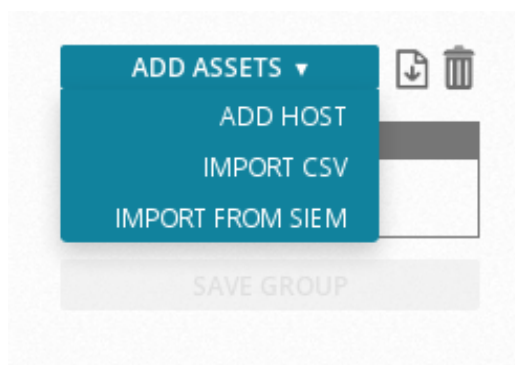 ADD ASSETS ▼
ADD HOST
IMPORT CSV
IMPORT FROM SIEM
SAVE GROUP